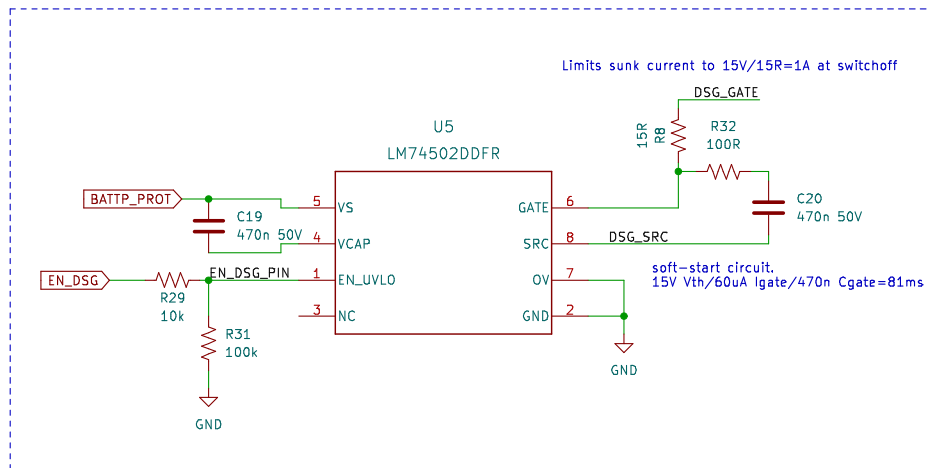 Limits sunk current to 15V/15R=1A at switchoff
DSG_GATE
U5
LM74502DDFR
15R
R8
R32
100R
BATTP_PROT
C19
470n 50V
5
VS
GATE
6
C20
470n 50V
4
VCAP
SRC
8
DSG_SRC
EN_DSG
EN_DSG_PIN
1
EN_UVLO
OV
7
soft-start circuit.
15V Vth/60uA Igate/470n Cgate=81ms
R29
10k
3
NC
GND
2
R31
100k
GND
GND